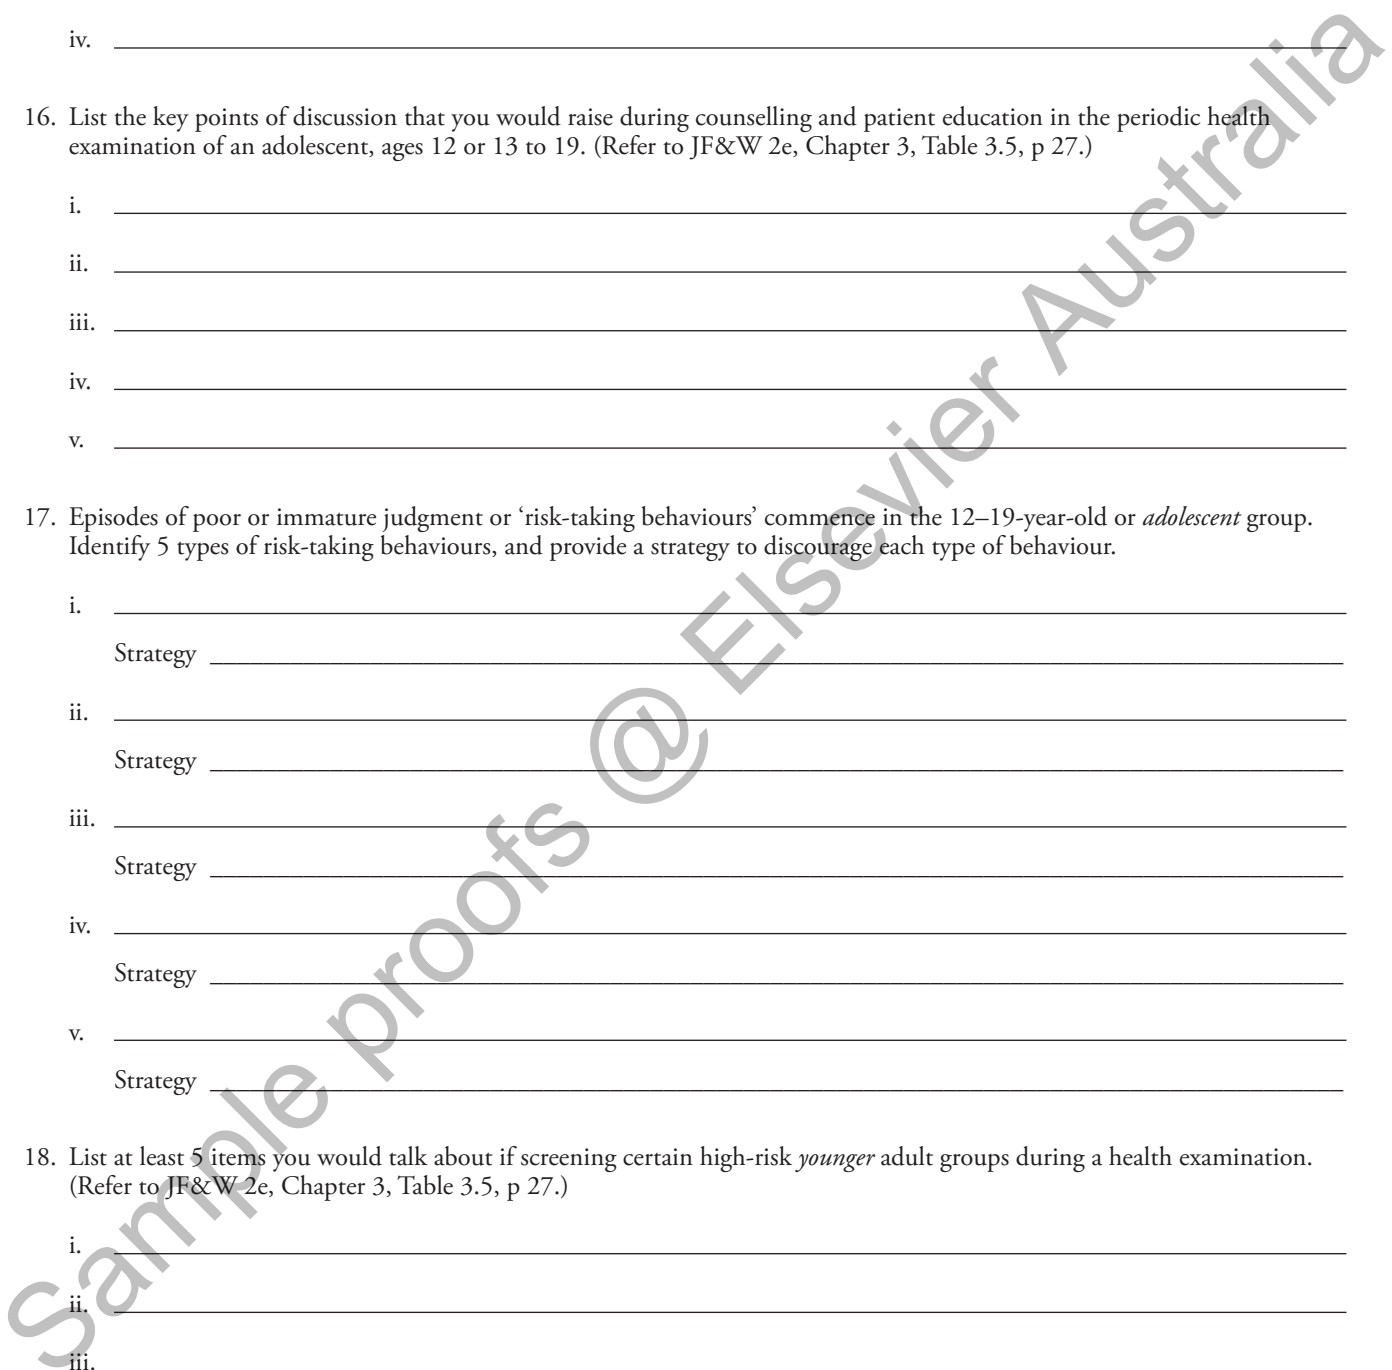 iv.
16. List the key points of discussion that you would raise during counselling and patient education in the periodic health
examination of an adolescent, ages 12 or 13 to 19. (Refer to JF&W 2e, Chapter 3, Table 3.5, p 27.)
i.
ii.
iii.
iv.
v.
17. Episodes of poor or immature judgment or ‘risk-taking behaviours’ commence in the 12–19-year-old or adolescent group.
Identify 5 types of risk-taking behaviours, and provide a strategy to discourage each type of behaviour.
i.
Strategy
ii.
Strategy
iii.
Strategy
iv.
Strategy
v.
Strategy
18. List at least 5 items you would talk about if screening certain high-risk younger adult groups during a health examination.
(Refer to JF&W 2e, Chapter 3, Table 3.5, p 27.)
i.
ii.
iii.
Sample proofs @ Elsevier Australia